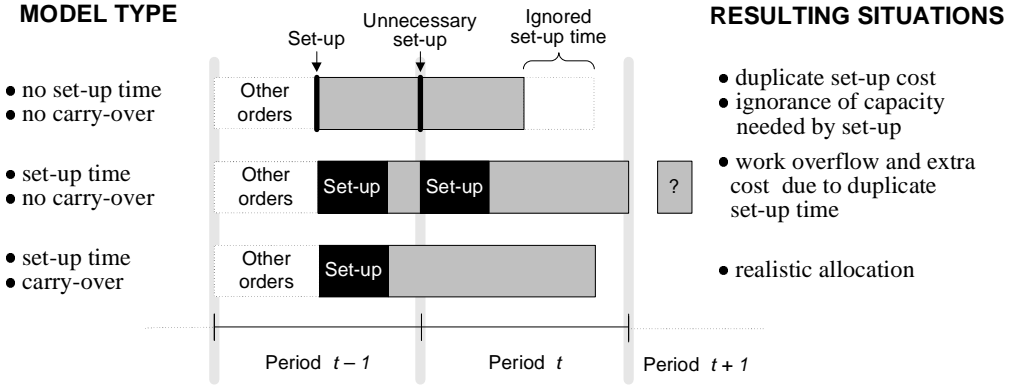 MODEL TYPE
RESULTING SITUATIONS
Set-up
Unnecessary
set-up
Ignored
set-up time
• no set-up time
• no carry-over
Other
orders
• duplicate set-up cost
• ignorance of capacity
needed by set-up
• set-up time
• no carry-over
Set-up
Set-up
?
• work overflow and extra
cost due to duplicate
set-up time
• set-up time
• carry-over
Other
orders
Set-up
• realistic allocation
Period t – 1
Period t
Period t + 1